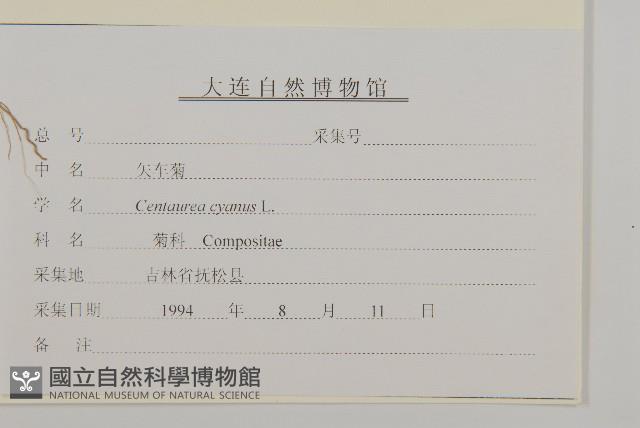 大连自然博物馆
总 号 采集号
中 名 矢车菊
学 名 Centaurea cyanus L.
科 名 菊科 Compositae
采集地 吉林省抚松县
采集日期 1994 年 8 月 11 日
备 注
國立自然科學博物館
NATIONAL MUSEUM OF NATURAL SCIENCE